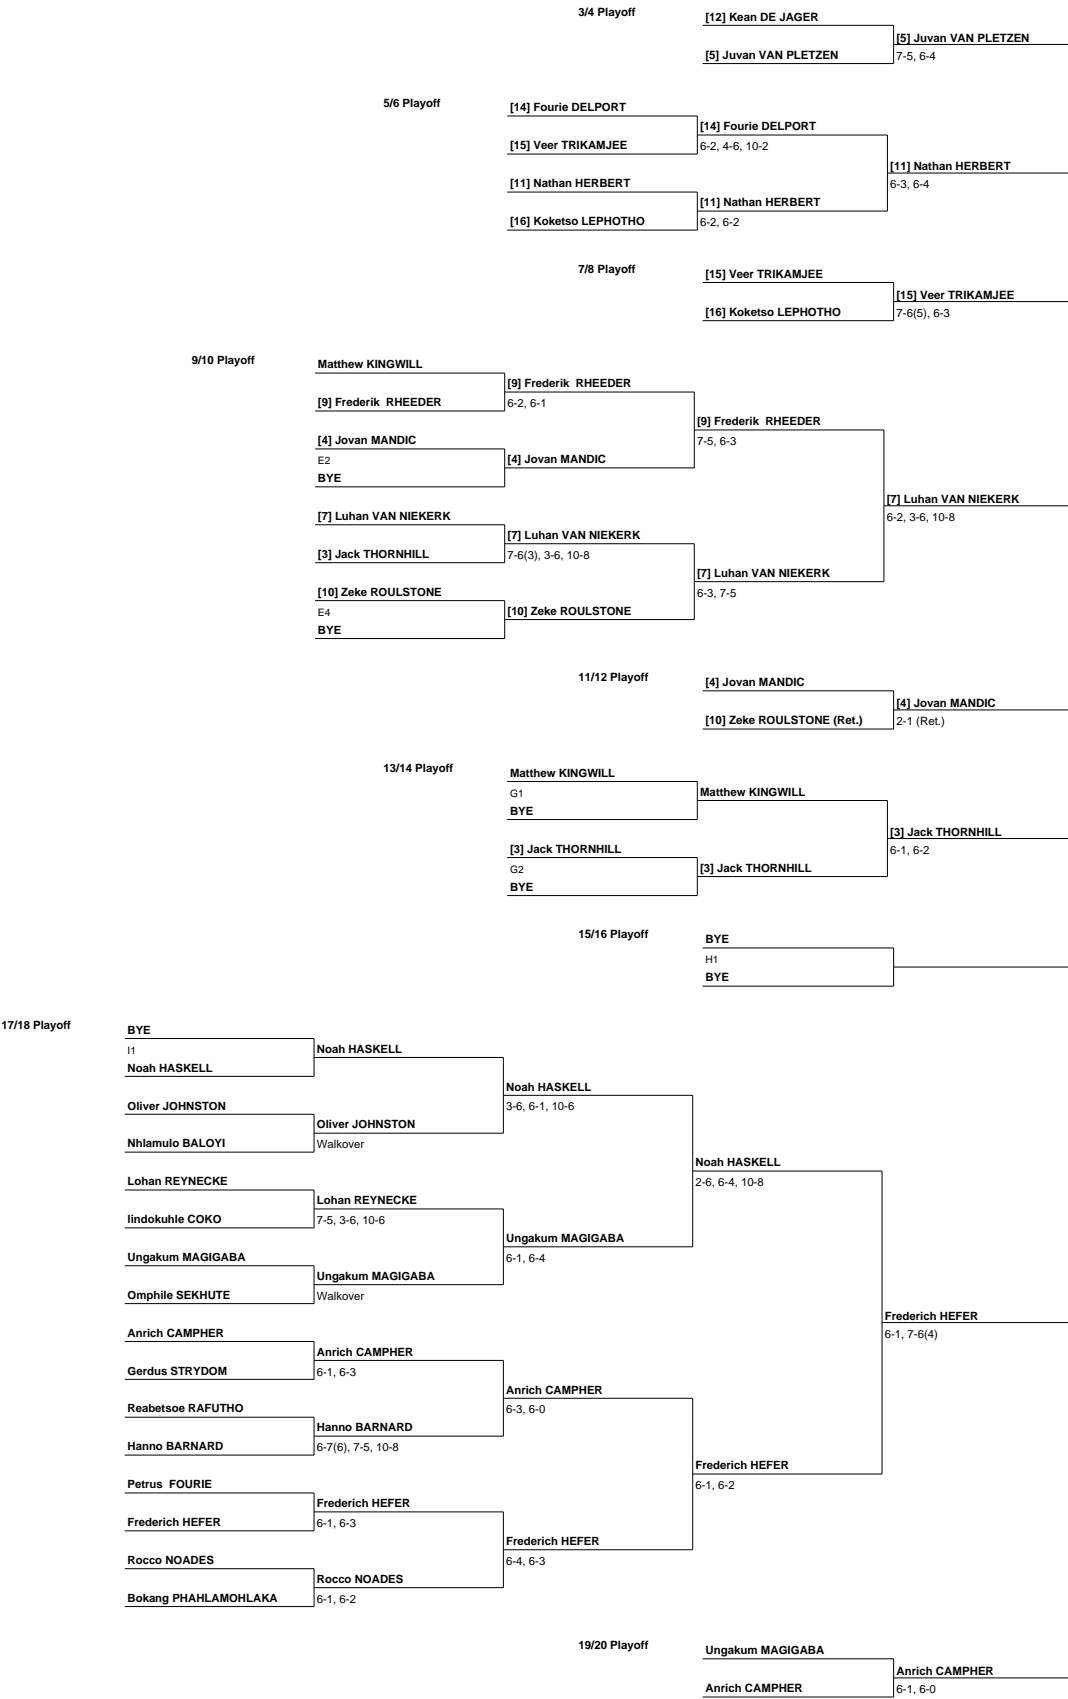 3/4 Playoff
[12] Kean DE JAGER
[5] Juvan VAN PLETZEN
[5] Juvan VAN PLETZEN
7-5, 6-4
5/6 Playoff
[14] Fourie DELPORT
[14] Fourie DELPORT
[15] Veer TRIKAMJEE
6-2, 4-6, 10-2
[11] Nathan HERBERT
[11] Nathan HERBERT
6-3, 6-4
[11] Nathan HERBERT
[16] Koketso LEPHOTHO
6-2, 6-2
7/8 Playoff
[15] Veer TRIKAMJEE
[15] Veer TRIKAMJEE
[16] Koketso LEPHOTHO
7-6(5), 6-3
9/10 Playoff
Matthew KINGWILL
[9] Frederik RHEEDER
[9] Frederik RHEEDER
6-2, 6-1
[9] Frederik RHEEDER
[4] Jovan MANDIC
7-5, 6-3
E2
[4] Jovan MANDIC
BYE
[7] Luhan VAN NIEKERK
[7] Luhan VAN NIEKERK
6-2, 3-6, 10-8
[7] Luhan VAN NIEKERK
[3] Jack THORNHILL
7-6(3), 3-6, 10-8
[7] Luhan VAN NIEKERK
[10] Zeke ROULSTONE
6-3, 7-5
E4
[10] Zeke ROULSTONE
BYE
11/12 Playoff
[4] Jovan MANDIC
[4] Jovan MANDIC
[10] Zeke ROULSTONE (Ret.)
2-1 (Ret.)
13/14 Playoff
Matthew KINGWILL
G1
Matthew KINGWILL
BYE
[3] Jack THORNHILL
[3] Jack THORNHILL
6-1, 6-2
G2
[3] Jack THORNHILL
BYE
15/16 Playoff
BYE
H1
BYE
17/18 Playoff
BYE
I1
Noah HASKELL
Noah HASKELL
Noah HASKELL
Oliver JOHNSTON
3-6, 6-1, 10-6
Oliver JOHNSTON
Nhlamulo BALOYI
Walkover
Noah HASKELL
Lohan REYNECKE
2-6, 6-4, 10-8
Lohan REYNECKE
lindokuhle COKO
7-5, 3-6, 10-6
Ungakum MAGIGABA
Ungakum MAGIGABA
6-1, 6-4
Ungakum MAGIGABA
Omphile SEKHUTE
Walkover
Frederich HEFER
Anrich CAMPHER
6-1, 7-6(4)
Anrich CAMPHER
Gerdus STRYDOM
6-1, 6-3
Anrich CAMPHER
Reabetsoe RAFUTHO
6-3, 6-0
Hanno BARNARD
Hanno BARNARD
6-7(6), 7-5, 10-8
Frederich HEFER
Petrus FOURIE
6-1, 6-2
Frederich HEFER
Frederich HEFER
6-1, 6-3
Frederich HEFER
Rocco NOADES
6-4, 6-3
Rocco NOADES
Bokang PHAHLAMOHLAKA
6-1, 6-2
19/20 Playoff
Ungakum MAGIGABA
Anrich CAMPHER
Anrich CAMPHER
6-1, 6-0